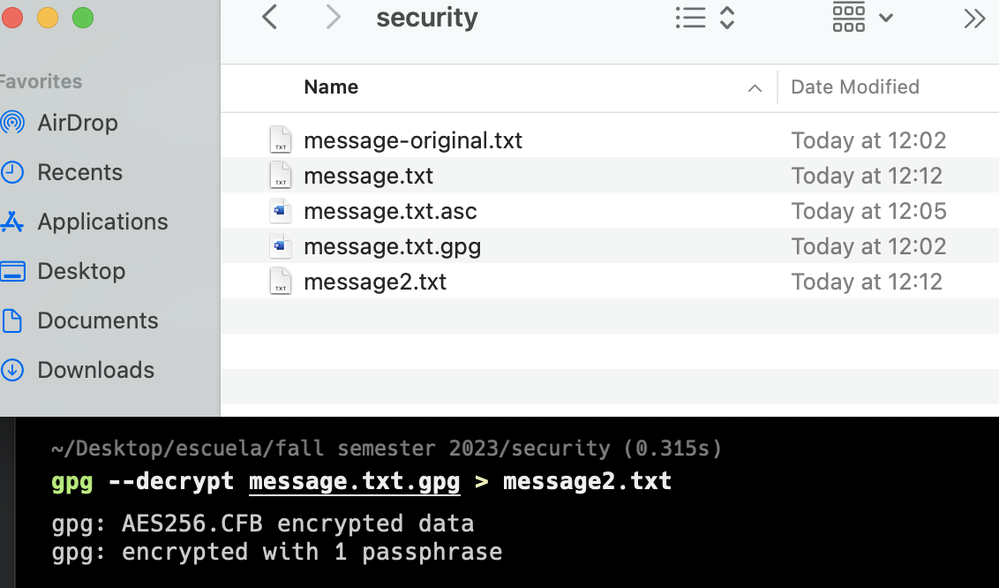 security
Favorites
AirDrop
Recents
Applications
Desktop
Documents
Downloads
Name
Date Modified
TXT
message-original.txt
Today at 12:02
TXT
message.txt
Today at 12:12
message.txt.asc
Today at 12:05
message.txt.gpg
Today at 12:02
TXT
message2.txt
Today at 12:12
~/Desktop/escuela/fall semester 2023/security (0.315s)
gpg --decrypt message.txt.gpg > message2.txt
gpg: AES256.CFB encrypted data
gpg: encrypted with 1 passphrase